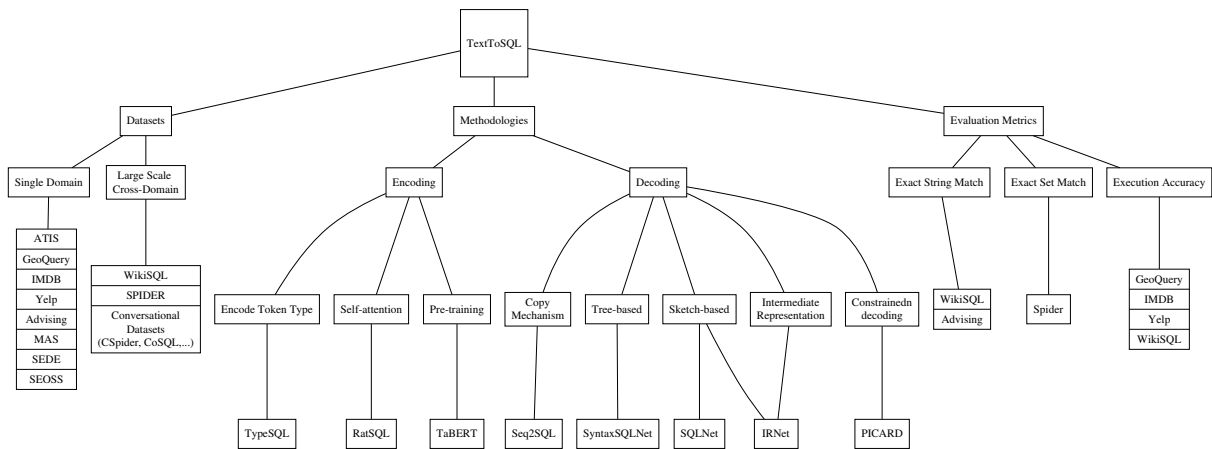 TextToSQL
Datasets
Methodologies
Evaluation Metrics
Single Domain
Large Scale
Cross-Domain
Encoding
Decoding
Exact String Match
Exact Set Match
Execution Accuracy
ATIS
GeoQuery
IMDB
Yelp
Advising
MAS
SEDE
SEOSS
WikiSQL
SPIDER
Conversational
Datasets
(CSpider, CoSQL,...)
Encode Token Type
Self-attention
Pre-training
Copy
Mechanism
Tree-based
Sketch-based
Intermediate
Representation
Constrainedn
decoding
WikiSQL
Advising
Spider
GeoQuery
IMDB
Yelp
WikiSQL
TypeSQL
RatSQL
TaBERT
Seq2SQL
SyntaxSQLNet
SQLNet
IRNet
PICARD